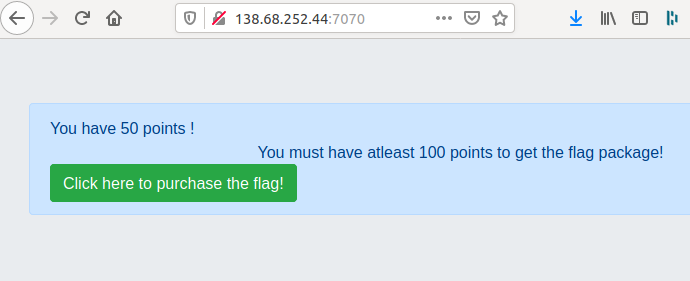 138.68.252.44:7070
You have 50 points !
You must have atleast 100 points to get the flag package!
Click here to purchase the flag!